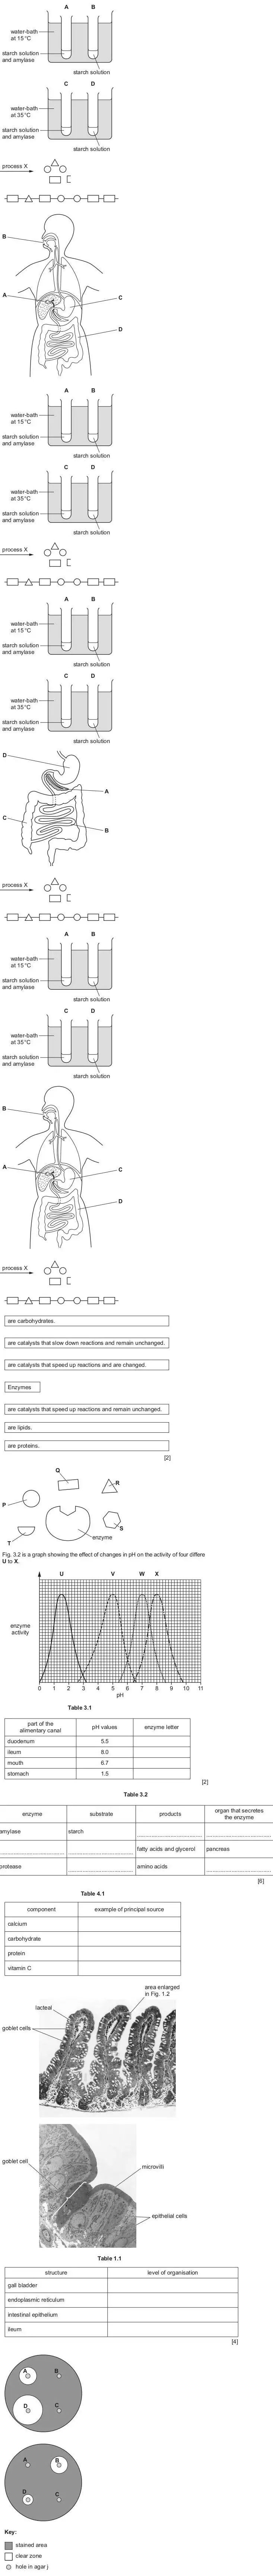 A B
water-bath
at 15 °C
starch solution
and amylase
starch solution
C D
water-bath
at 35 °C
starch solution
and amylase
starch solution
process X
B
A
C
D
A B
water-bath
at 15 °C
starch solution
and amylase
starch solution
C D
water-bath
at 35 °C
starch solution
and amylase
starch solution
process X
A B
water-bath
at 15 °C
starch solution
and amylase
starch solution
C D
water-bath
at 35 °C
starch solution
and amylase
starch solution
D
A
C
B
process X
A B
water-bath
at 15 °C
starch solution
and amylase
starch solution
C D
water-bath
at 35 °C
starch solution
and amylase
starch solution
B
A
C
D
process X
are carbohydrates.
are catalysts that slow down reactions and remain unchanged.
are catalysts that speed up reactions and are changed.
Enzymes
are catalysts that speed up reactions and remain unchanged.
are lipids.
are proteins.
[2]
Q
R
P
S
enzyme
T
Fig. 3.2 is a graph showing the effect of changes in pH on the activity of four differe
U to X.
U V W X
enzyme
activity
0 1 2 3 4 5 6 7 8 9 10 11
pH
Table 3.1
part of the
alimentary canal pH values enzyme letter
duodenum 5.5
ileum 8.0
mouth 6.7
stomach 1.5
[2]
Table 3.2
enzyme substrate products organ that secretes
the enzyme
amylase starch
fatty acids and glycerol pancreas
protease amino acids
[6]
Table 4.1
component example of principal source
calcium
carbohydrate
protein
vitamin C
area enlarged
in Fig. 1.2
lacteal
goblet cells
goblet cell
microvilli
epithelial cells
Table 1.1
structure level of organisation
gall bladder
endoplasmic reticulum
intestinal epithelium
ileum
[4]
A B
D C
A B
D C
Key:
stained area
clear zone
hole in agar j